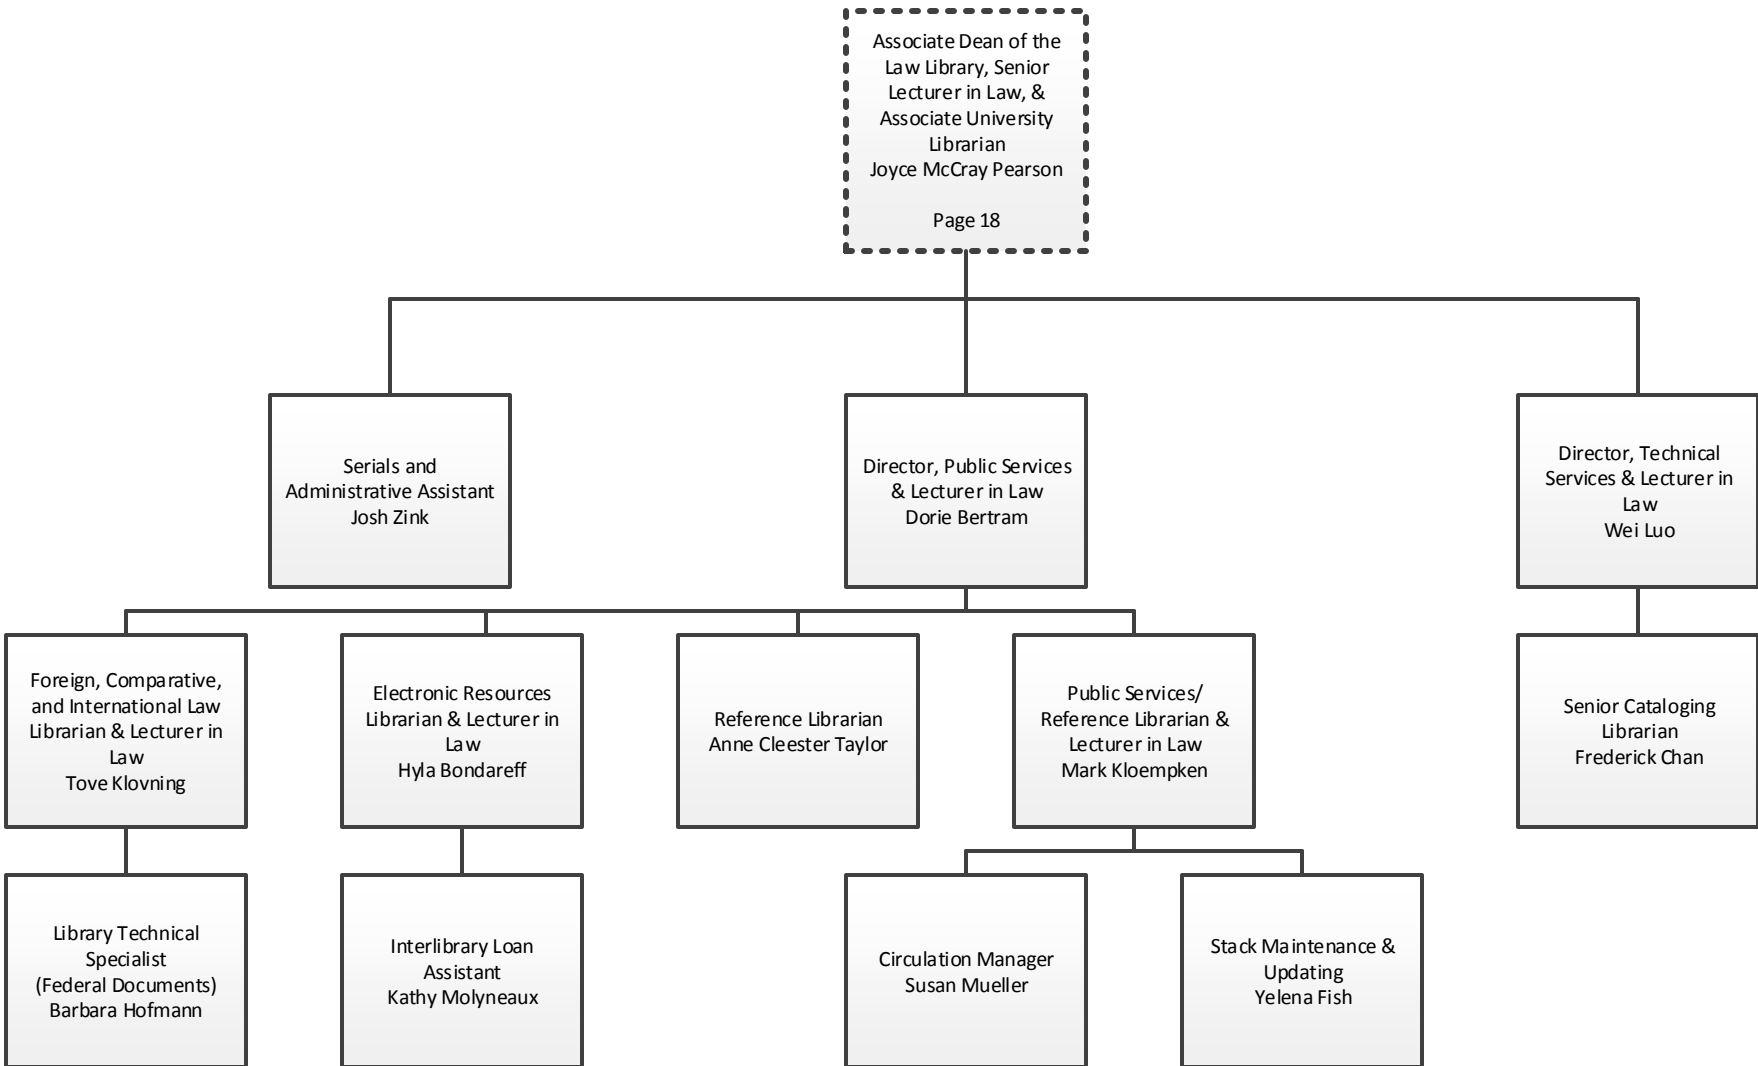 Associate Dean of the
Law Library, Senior
Lecturer in Law, &
Associate University
Librarian
Joyce McCray Pearson
Page 18
Serials and
Administrative Assistant
Josh Zink
Director, Public Services
& Lecturer in Law
Dorie Bertram
Director, Technical
Services & Lecturer in
Law
Wei Luo
Foreign, Comparative,
and International Law
Librarian & Lecturer in
Law
Tove Klovning
Electronic Resources
Librarian & Lecturer in
Law
Hyla Bondareff
Reference Librarian
Anne Cleester Taylor
Public Services/
Reference Librarian &
Lecturer in Law
Mark Kloempken
Senior Cataloging
Librarian
Frederick Chan
Library Technical
Specialist
(Federal Documents)
Barbara Hofmann
Interlibrary Loan
Assistant
Kathy Molyneaux
Circulation Manager
Susan Mueller
Stack Maintenance &
Updating
Yelena Fish